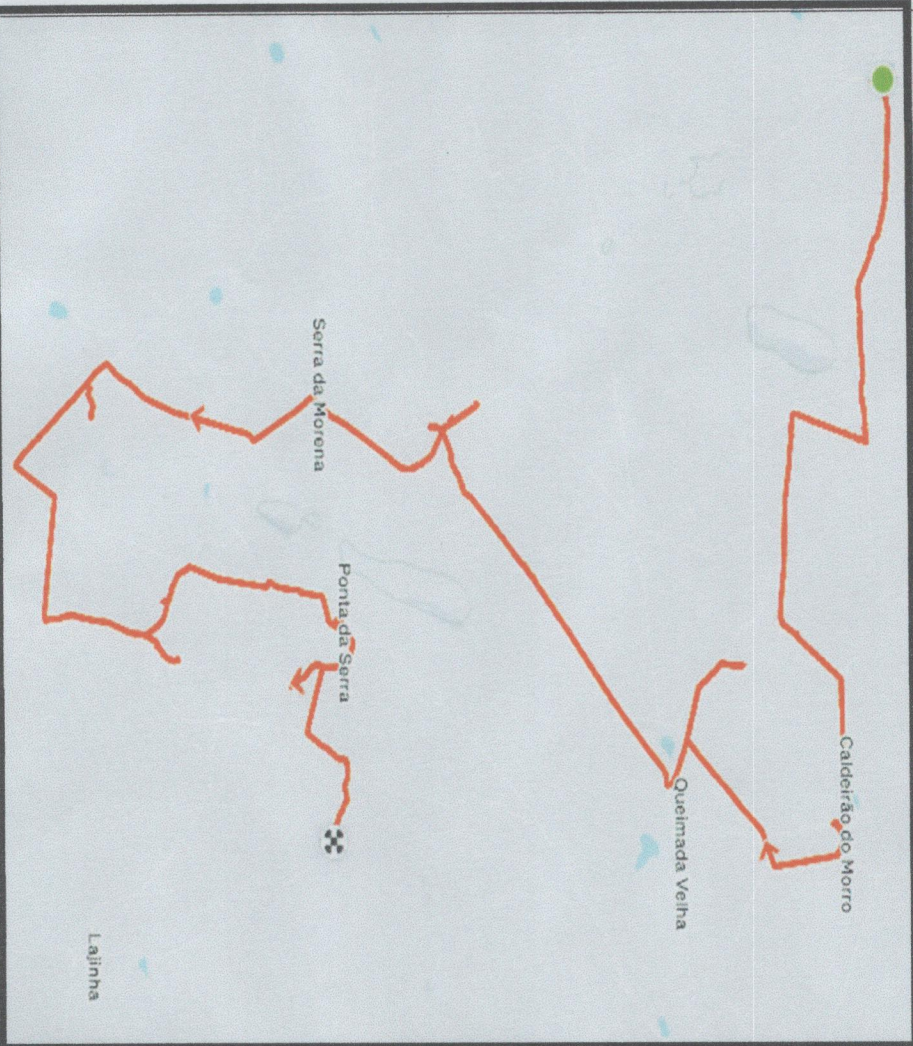 Caldeirão do Morro
Queimada Velha
Serra da Morena
Ponta da Serra
Lajinha